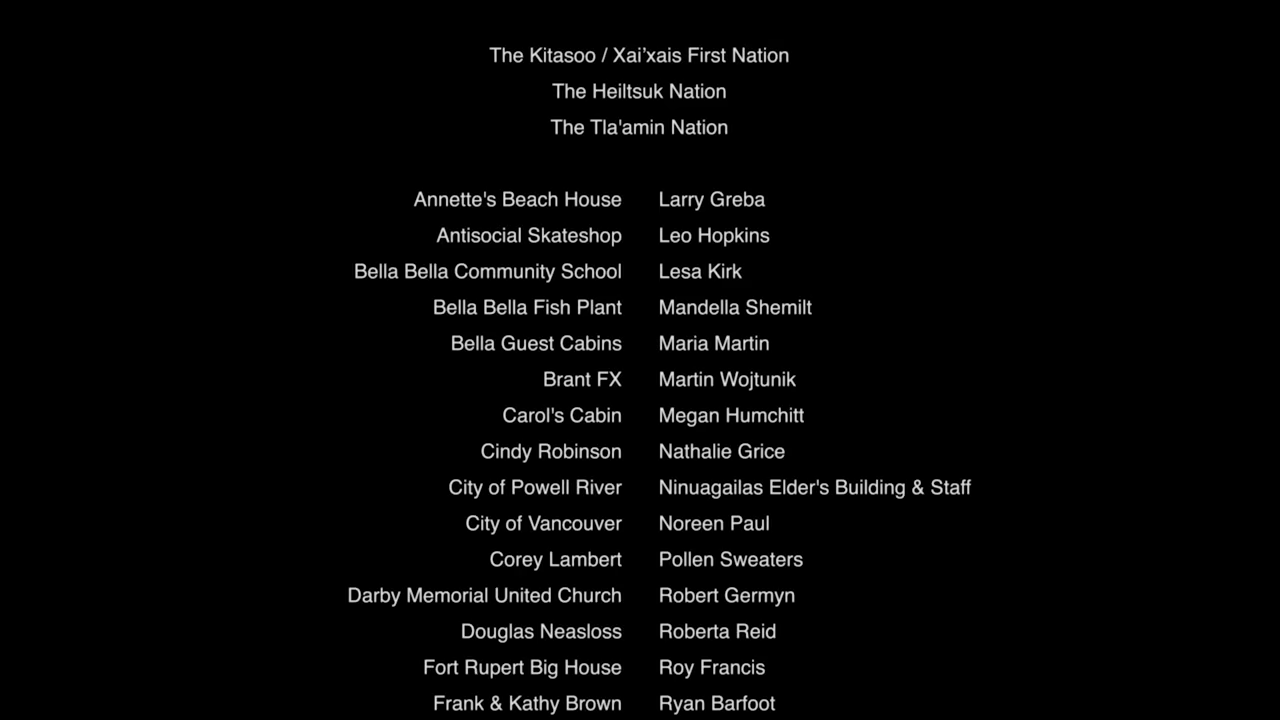 The Kitasoo / Xai’xais First Nation
The Heiltsuk Nation
The Tla'amin Nation
Annette's Beach House Larry Greba
Antisocial Skateshop Leo Hopkins
Bella Bella Community School Lesa Kirk
Bella Bella Fish Plant Mandella Shemilt
Bella Guest Cabins Maria Martin
Brant FX Martin Wojtunik
Carol's Cabin Megan Humchitt
Cindy Robinson Nathalie Grice
City of Powell River Ninuagailas Elder's Building & Staff
City of Vancouver Noreen Paul
Corey Lambert Pollen Sweaters
Darby Memorial United Church Robert Germyn
Douglas Neasloss Roberta Reid
Fort Rupert Big House Roy Francis
Frank & Kathy Brown Ryan Barfoot